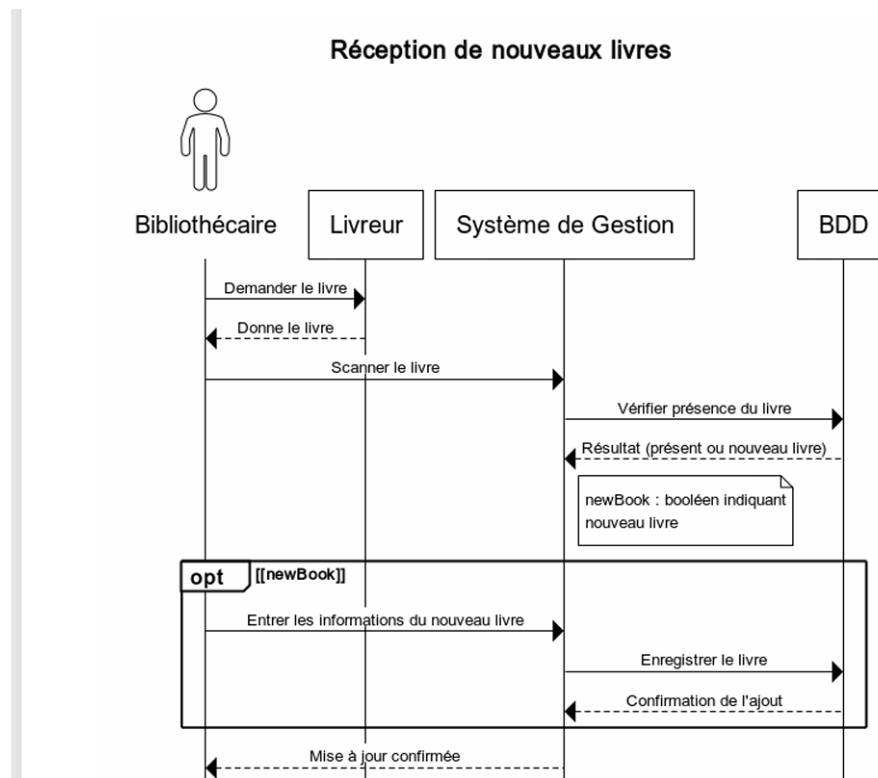 Réception de nouveaux livres
Bibliothécaire
Livreur
Système de Gestion
BDD
Demander le livre
Donne le livre
Scanner le livre
Vérifier présence du livre
Résultat (présent ou nouveau livre)
newBook : booléen indiquant
nouveau livre
opt
[[newBook]]
Entrer les informations du nouveau livre
Enregistrer le livre
Confirmation de l'ajout
Mise à jour confirmée